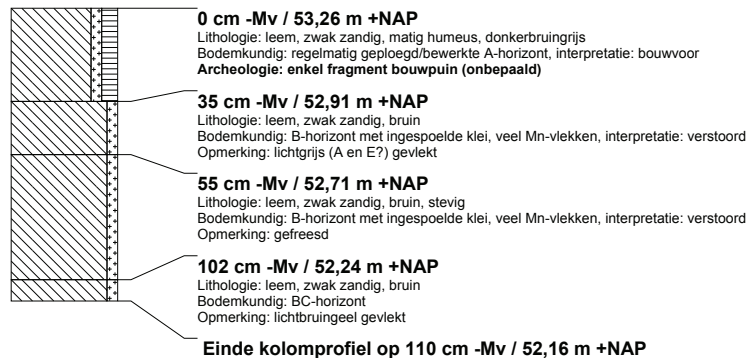 0 cm -Mv / 53,26 m +NAP
Lithologie: leem, zwak zandig, matig humeus, donkerbruingrijs
Bodemkundig: regelmatig geploegd/bewerkte A-horizont, interpretatie: bouwvoor
Archeologie: enkel fragment bouwpuin (onbepaald)
35 cm -Mv / 52,91 m +NAP
Lithologie: leem, zwak zandig, bruin
Bodemkundig: B-horizont met ingespoelde klei, veel Mn-vlekken, interpretatie: verstoord
Opmerking: lichtgrijs (A en E?) gevlekt
55 cm -Mv / 52,71 m +NAP
Lithologie: leem, zwak zandig, bruin, stevig
Bodemkundig: B-horizont met ingespoelde klei, veel Mn-vlekken, interpretatie: verstoord
Opmerking: gefreesd
102 cm -Mv / 52,24 m +NAP
Lithologie: leem, zwak zandig, bruin
Bodemkundig: BC-horizont
Opmerking: lichtbruingeel gevlekt
Einde kolomprofiel op 110 cm -Mv / 52,16 m +NAP